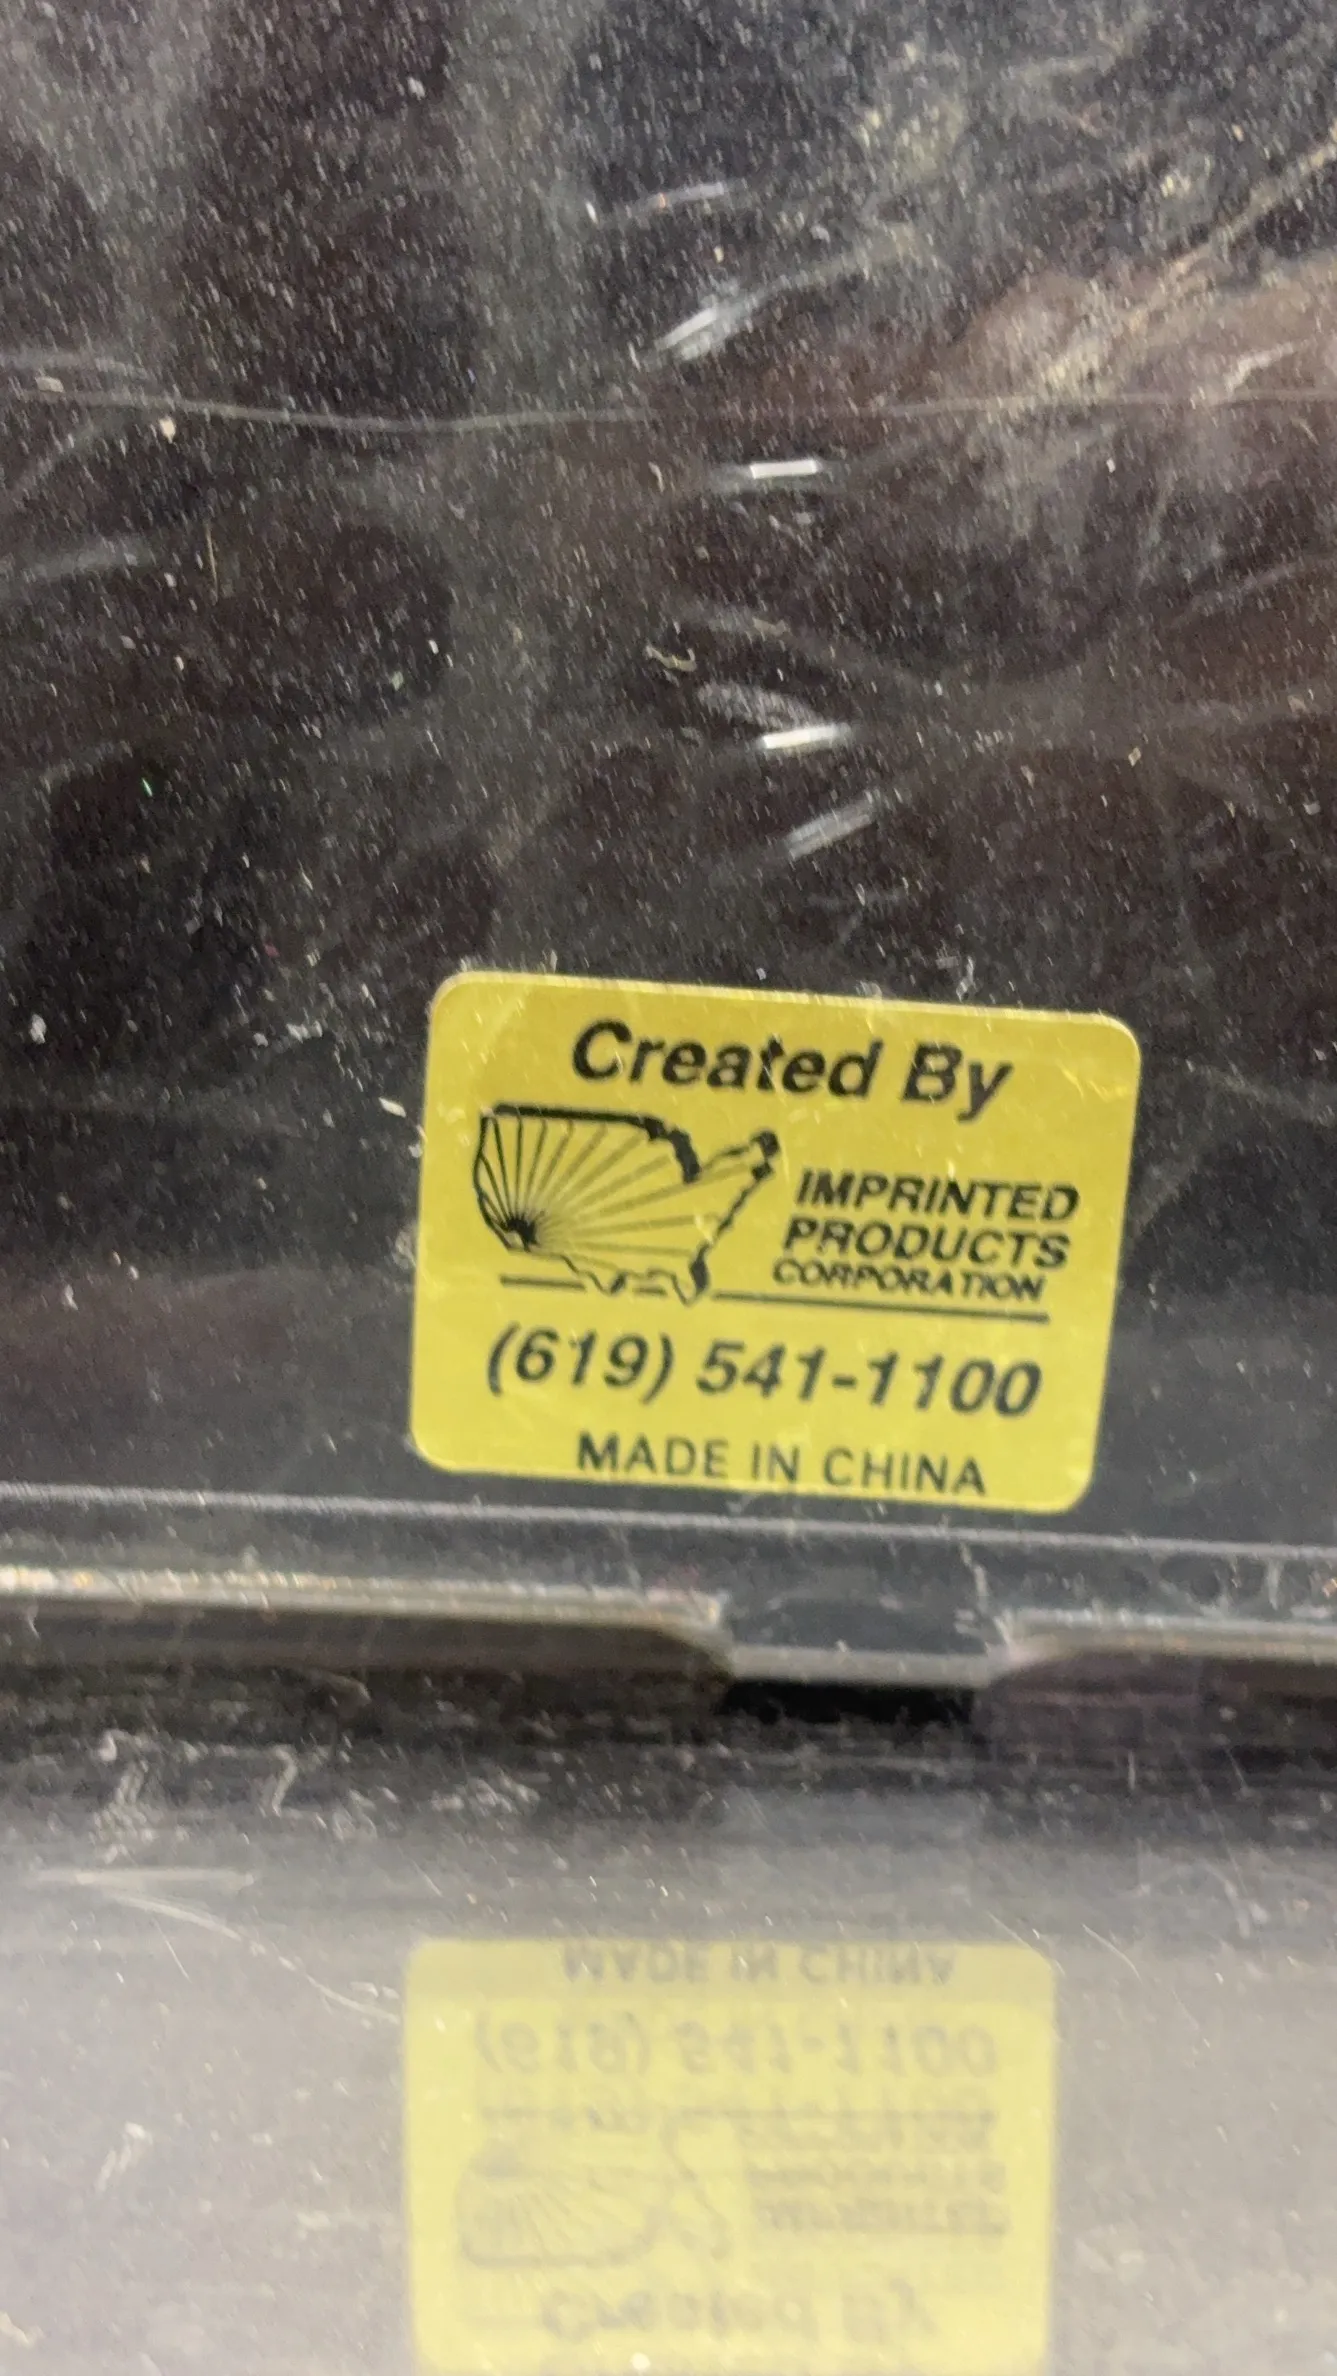 Created By
IMPRINTED
PRODUCTS
CORPORATION
(619) 541-1100
MADE IN CHINA